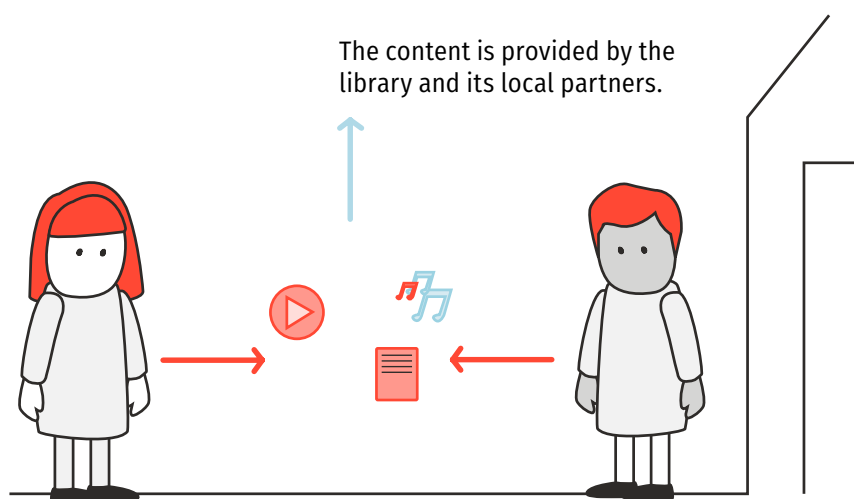 The content is provided by the
library and its local partners.